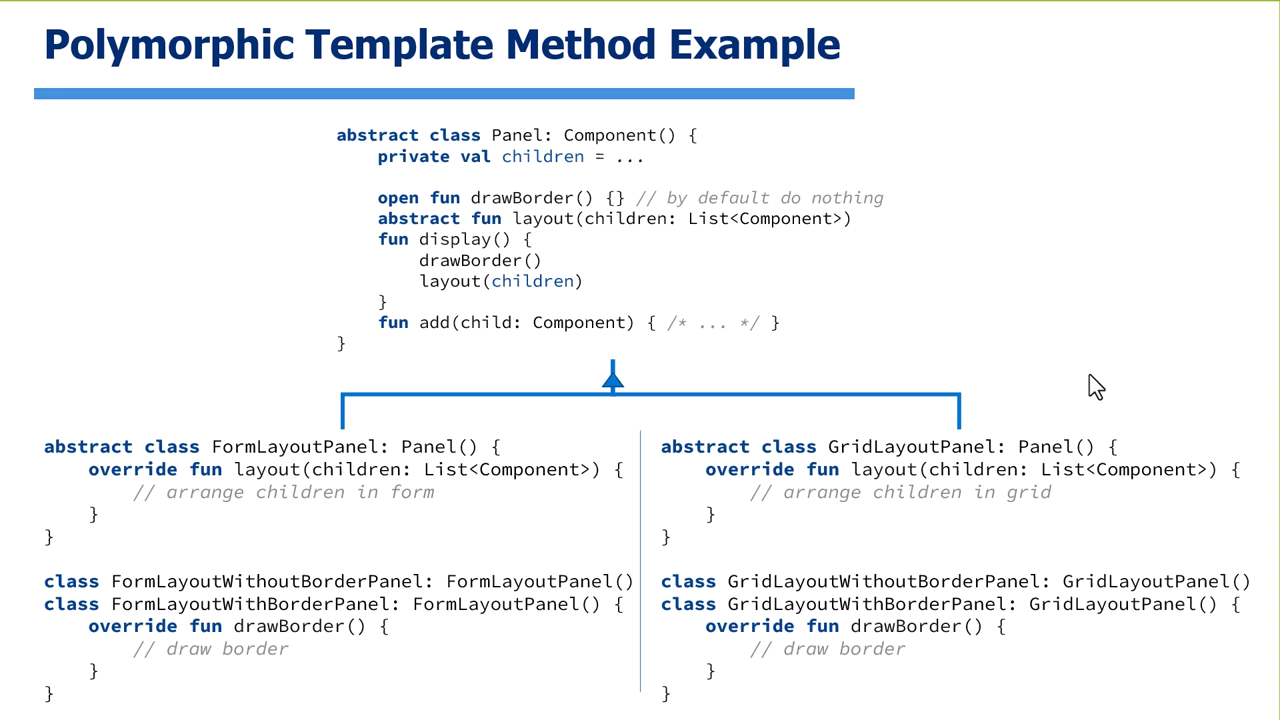 Polymorphic Template Method Example
abstract class Panel: Component() {
    private val children = ...

    open fun drawBorder() {} // by default do nothing
    abstract fun layout(children: List<Component>)
    fun display() {
        drawBorder()
        layout(children)
    }
    fun add(child: Component) { /* ... */ }
}
abstract class FormLayoutPanel: Panel() {
    override fun layout(children: List<Component>) {
        // arrange children in form
    }
}

class FormLayoutWithoutBorderPanel: FormLayoutPanel()
class FormLayoutWithBorderPanel: FormLayoutPanel() {
    override fun drawBorder() {
        // draw border
    }
}
abstract class GridLayoutPanel: Panel() {
    override fun layout(children: List<Component>) {
        // arrange children in grid
    }
}

class GridLayoutWithoutBorderPanel: GridLayoutPanel()
class GridLayoutWithBorderPanel: GridLayoutPanel() {
    override fun drawBorder() {
        // draw border
    }
}